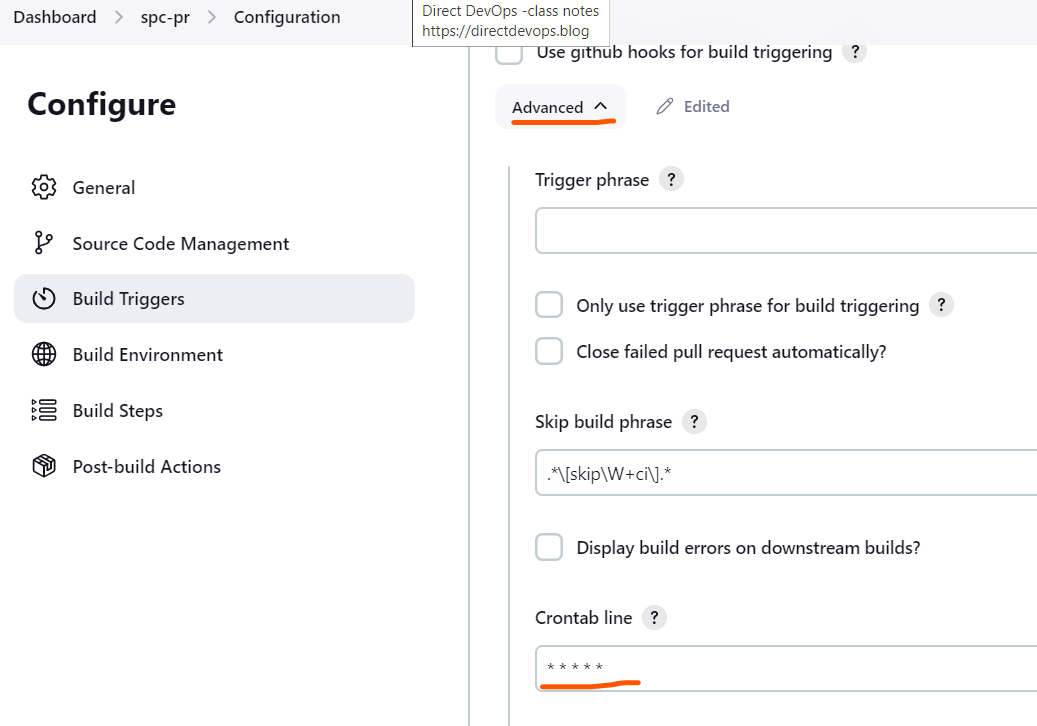 Dashboard > spc-pr > Configuration
Direct DevOps -class notes
https://directdevops.blog
Configure
General
Source Code Management
Build Triggers
Build Environment
Build Steps
Post-build Actions
Use github hooks for build triggering ?
Advanced
Edited
Trigger phrase ?
Only use trigger phrase for build triggering ?
Close failed pull request automatically?
Skip build phrase ?
.*\[skip\W+ci\].*
Display build errors on downstream builds?
Crontab line ?
* * * * *